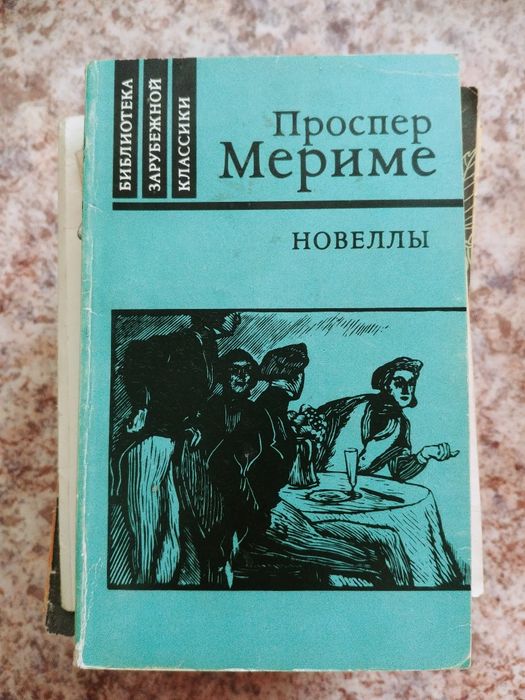 БИБЛИОТЕКА
ЗАРУБЕЖНОЙ
КЛАССИКИ
Проспер
Мериме
НОВЕЛЛЫ